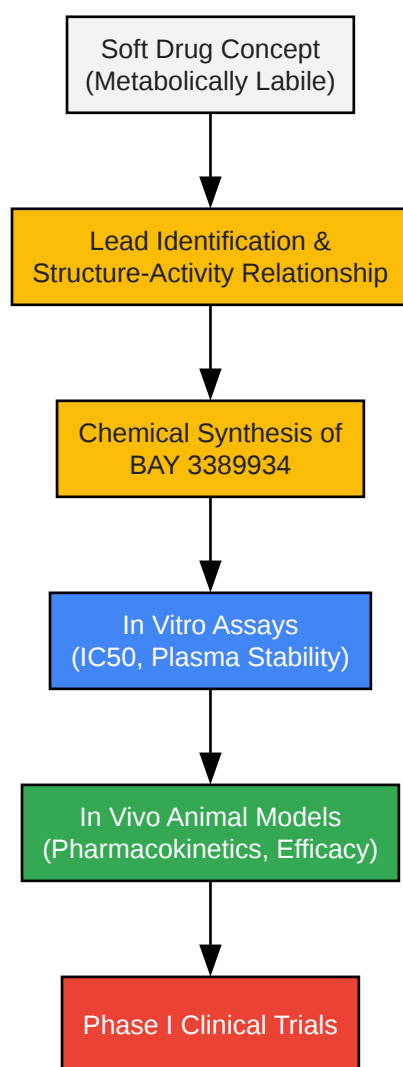 Soft Drug Concept
(Metabolically Labile)
Lead Identification &
Structure-Activity Relationship
Chemical Synthesis of
BAY 3389934
In Vitro Assays
(IC50, Plasma Stability)
In Vivo Animal Models
(Pharmacokinetics, Efficacy)
Phase I Clinical Trials